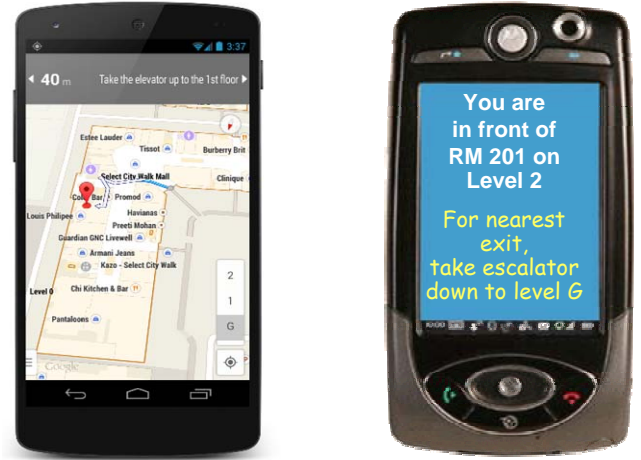 3:37
40 m
Take the elevator up to the 1st floor
Estee Lauder
Tissot
Burberry Brit
Select City Walk Mall
Clinique
Promod
Louis Philipee
Havianas
Preeti Mohan
Guardian GNC Livewell
Armani Jeans
Kazo - Select City Walk
Level 0
Chi Kitchen & Bar
Pantaloons
2
1
G
Google
You are
in front of
RM 201 on
Level 2
For nearest
exit,
take escalator
down to level G